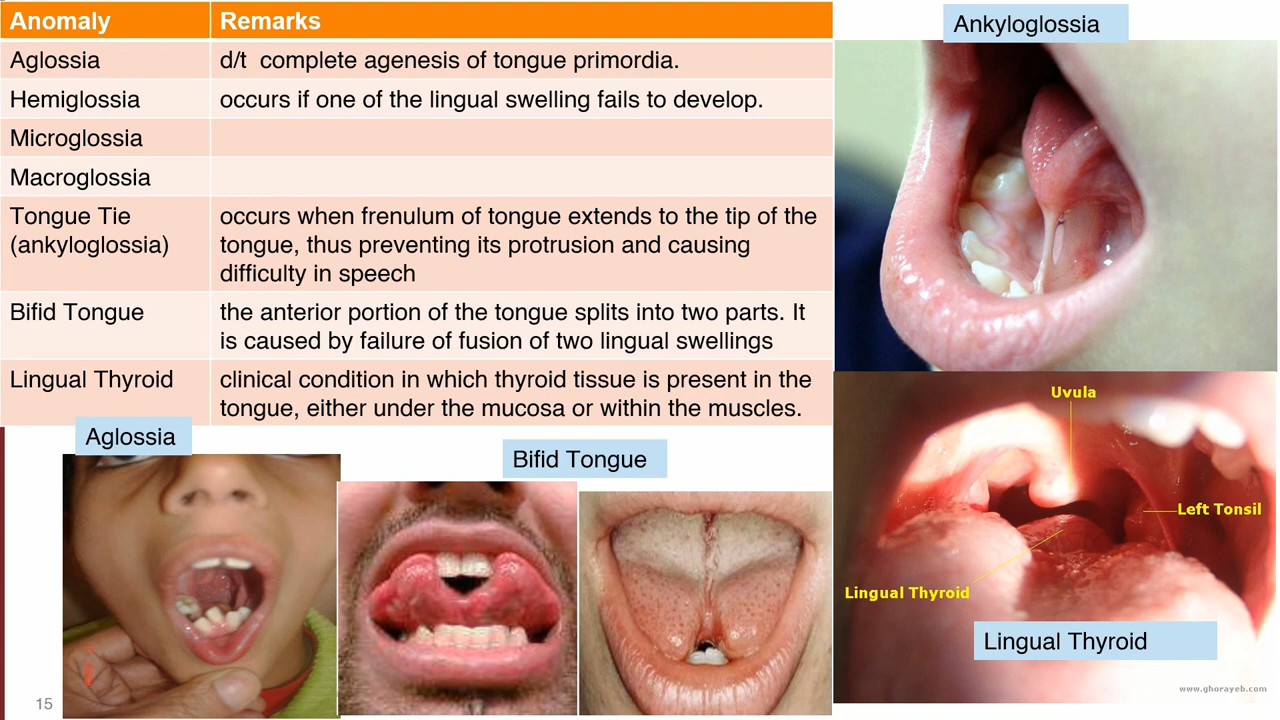 Anomaly Remarks
Aglossia d/t complete agenesis of tongue primordia.
Hemiglossia occurs if one of the lingual swelling fails to develop.
Microglossia
Macroglossia
Tongue Tie occurs when frenulum of tongue extends to the tip of the
(ankyloglossia) tongue, thus preventing its protrusion and causing
difficulty in speech
Bifid Tongue the anterior portion of the tongue splits into two parts. It
is caused by failure of fusion of two lingual swellings
Lingual Thyroid clinical condition in which thyroid tissue is present in the
tongue, either under the mucosa or within the muscles.
Ankyloglossia
Aglossia
Bifid Tongue
Uvula
Left Tonsil
Lingual Thyroid
Lingual Thyroid
www.ghorayeb.com
15